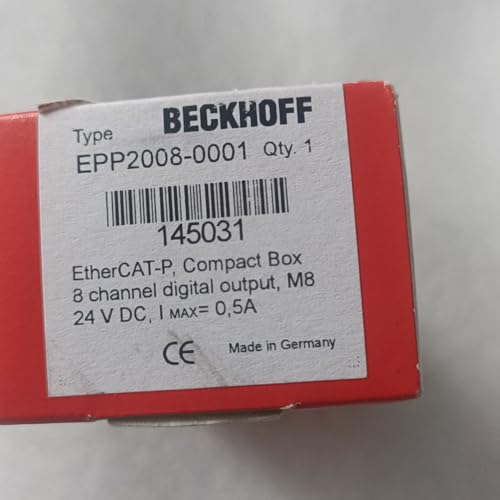 Type BECKHOFF
EPP2008-0001 Qty. 1
145031
EtherCAT-P, Compact Box
8 channel digital output, M8
24 V DC, I MAX= 0,5A
CE Made in Germany